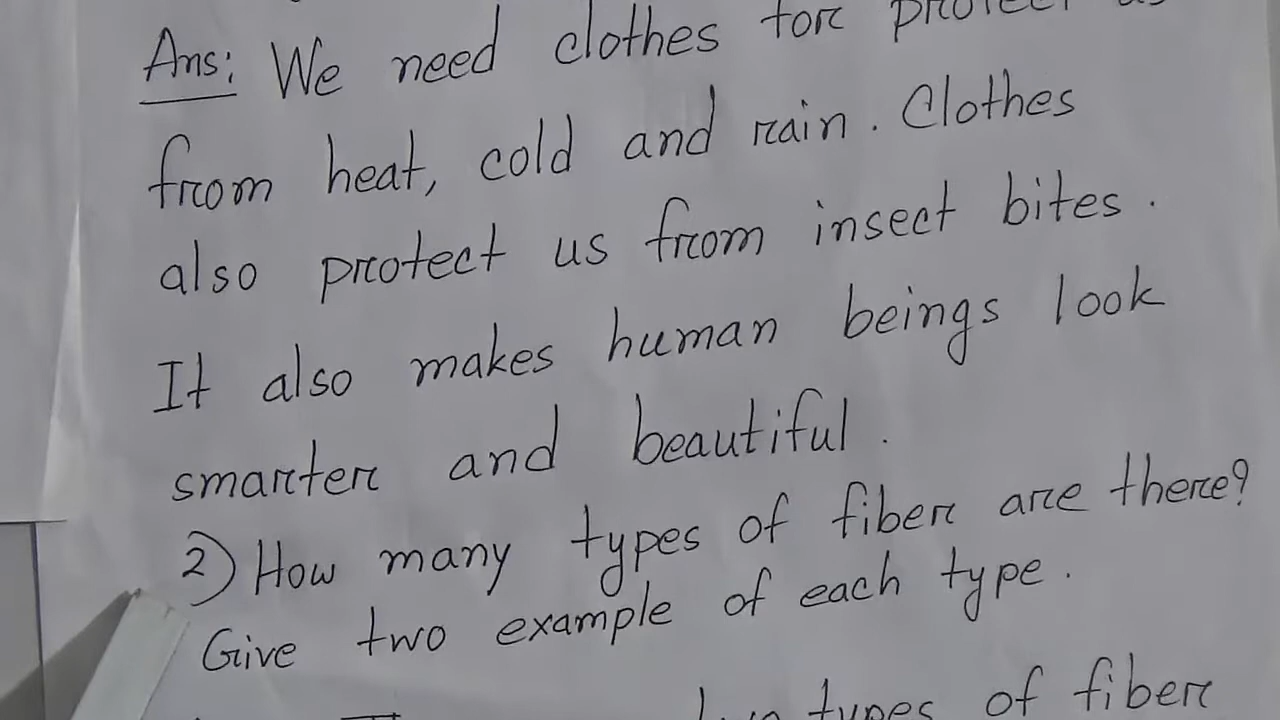 Ans: We need clothes for protect us
from heat, cold and rain. Clothes
also protect us from insect bites.
It also makes human beings look
smarter and beautiful.
2) How many types of fiber are there?
Give two example of each type.
types of fiber